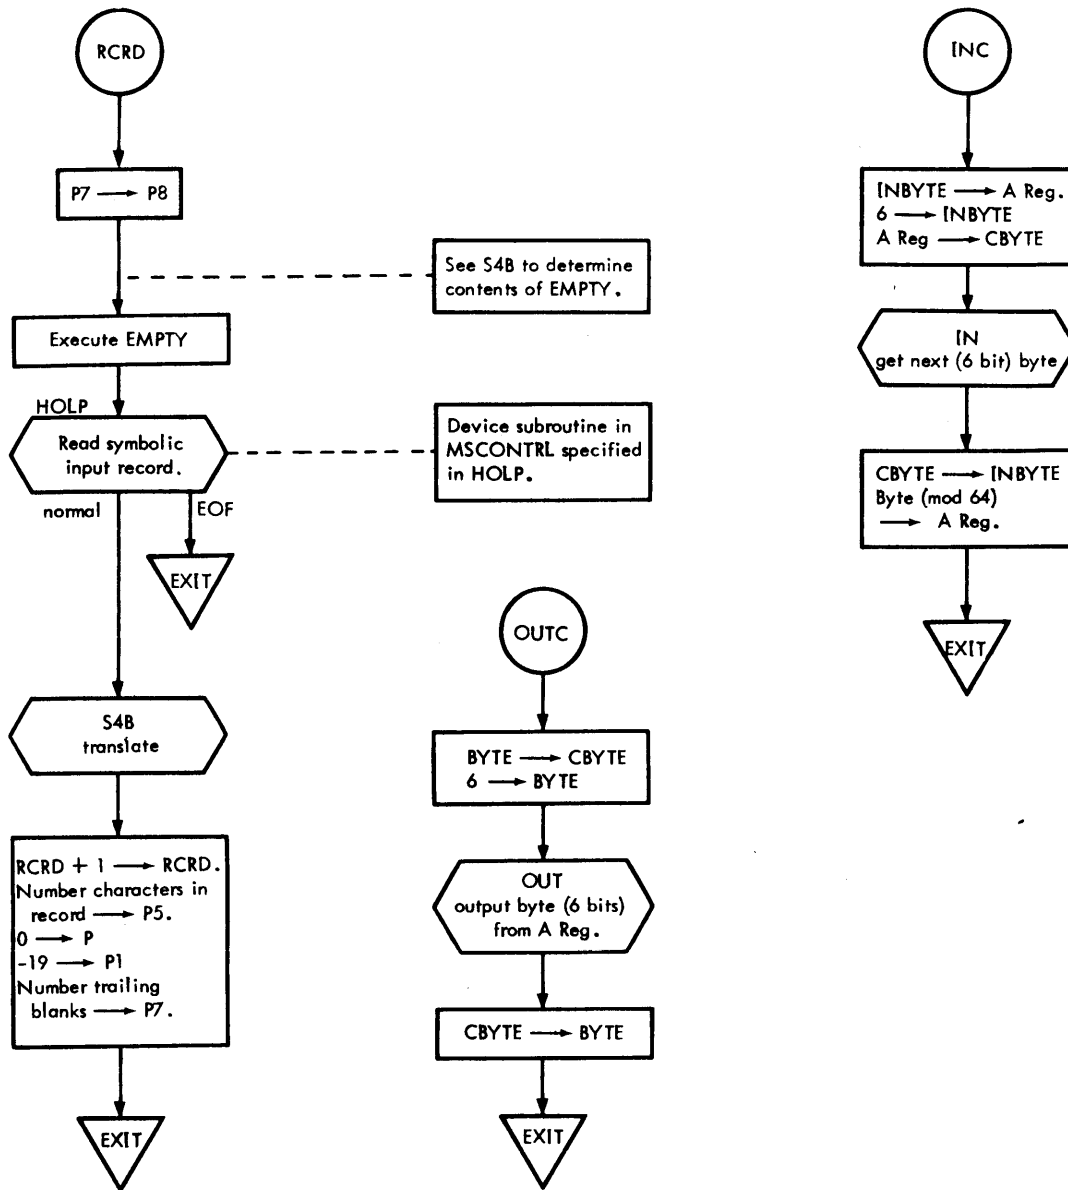 RCRD
P7 → P8
See S4B to determine
contents of EMPTY.
Execute EMPTY
HOLP
Read symbolic
input record.
Device subroutine in
MSCONTRL specified
in HOLP.
normal
EOF
EXIT
S4B
translate
RCRD + 1 → RCRD.
Number characters in
record → P5.
0 → P
-19 → P1
Number trailing
blanks → P7.
EXIT
OUTC
BYTE → CBYTE
6 → BYTE
OUT
output byte (6 bits)
from A Reg.
CBYTE → BYTE
EXIT
INC
INBYTE → A Reg.
6 → INBYTE
A Reg → CBYTE
IN
get next (6 bit) byte
CBYTE → INBYTE
Byte (mod 64)
→ A Reg.
EXIT